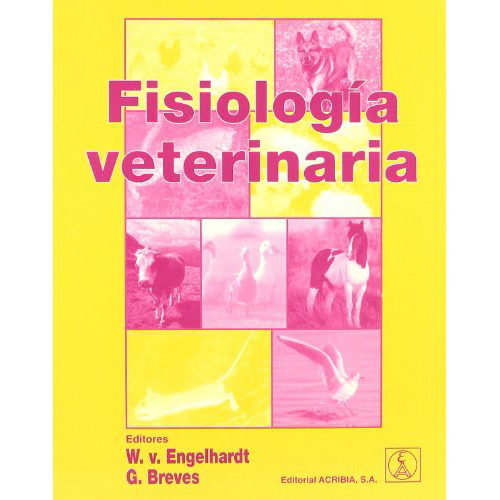 Fisiología
veterinaria
Editores
W. v. Engelhardt
G. Breves
Editorial ACRIBIA, S.A.